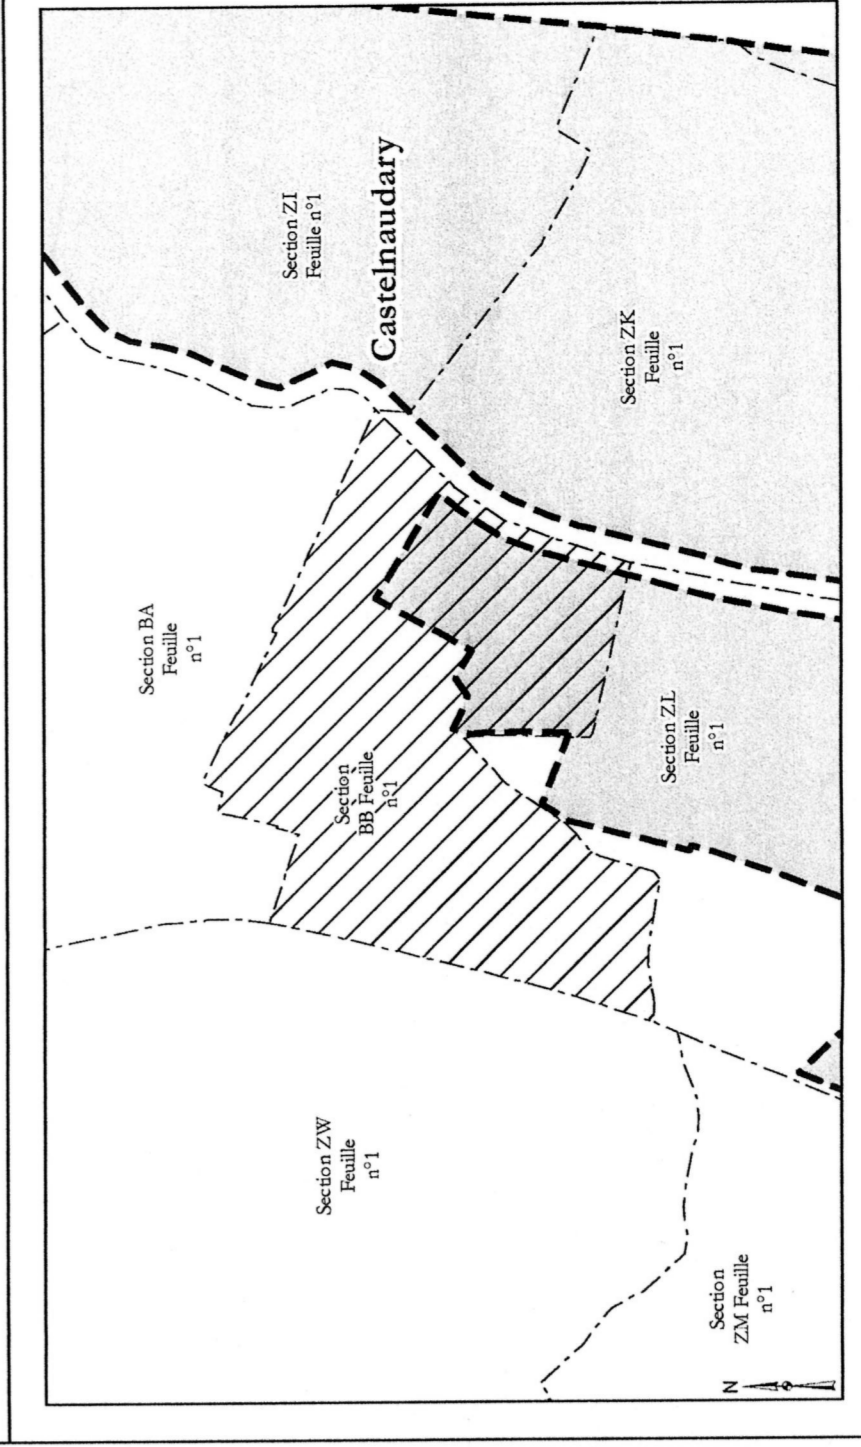 Section ZW
Feuille
n°1
Section
ZM Feuille
n°1
Section BA
Feuille
n°1
Section
BB Feuille
n°1
Section ZL
Feuille
n°1
Section ZI
Feuille n°1
Castelnaudary
Section ZK
Feuille
n°1
N